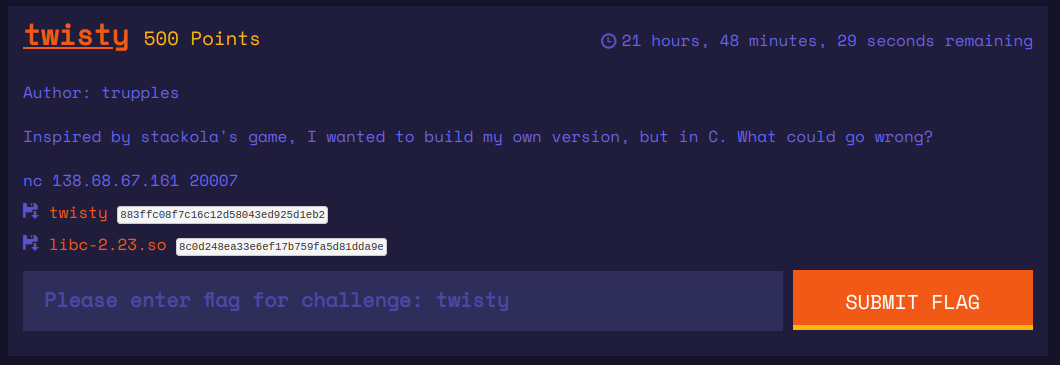 twisty 500 Points 21 hours, 48 minutes, 29 seconds remaining
Author: trupples
Inspired by stackola's game, I wanted to build my own version, but in C. What could go wrong?
nc 138.68.67.161 20007
twisty 883ffc08f7c16c12d58043ed925d1eb2
libc-2.23.so 8c0d248ea33e6ef17b759fa5d81dda9e
Please enter flag for challenge: twisty SUBMIT FLAG